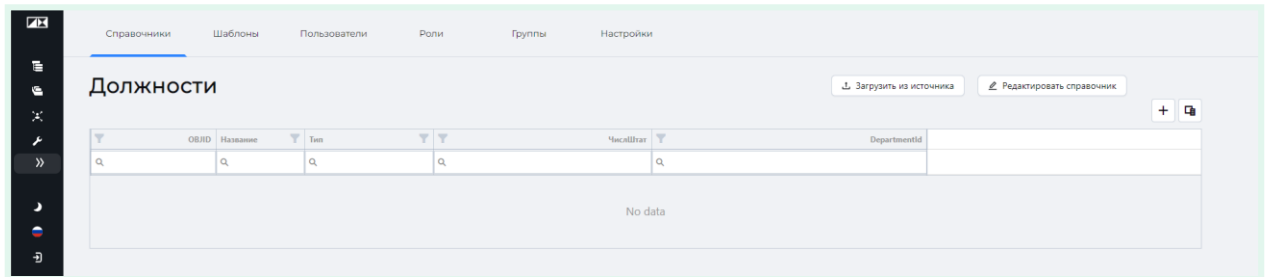 Справочники Шаблоны Пользователи Роли Группы Настройки
Должности
Загрузить из источника Редактировать справочник
OBJID Название Тип ЧислШтат DepartmentId
No data